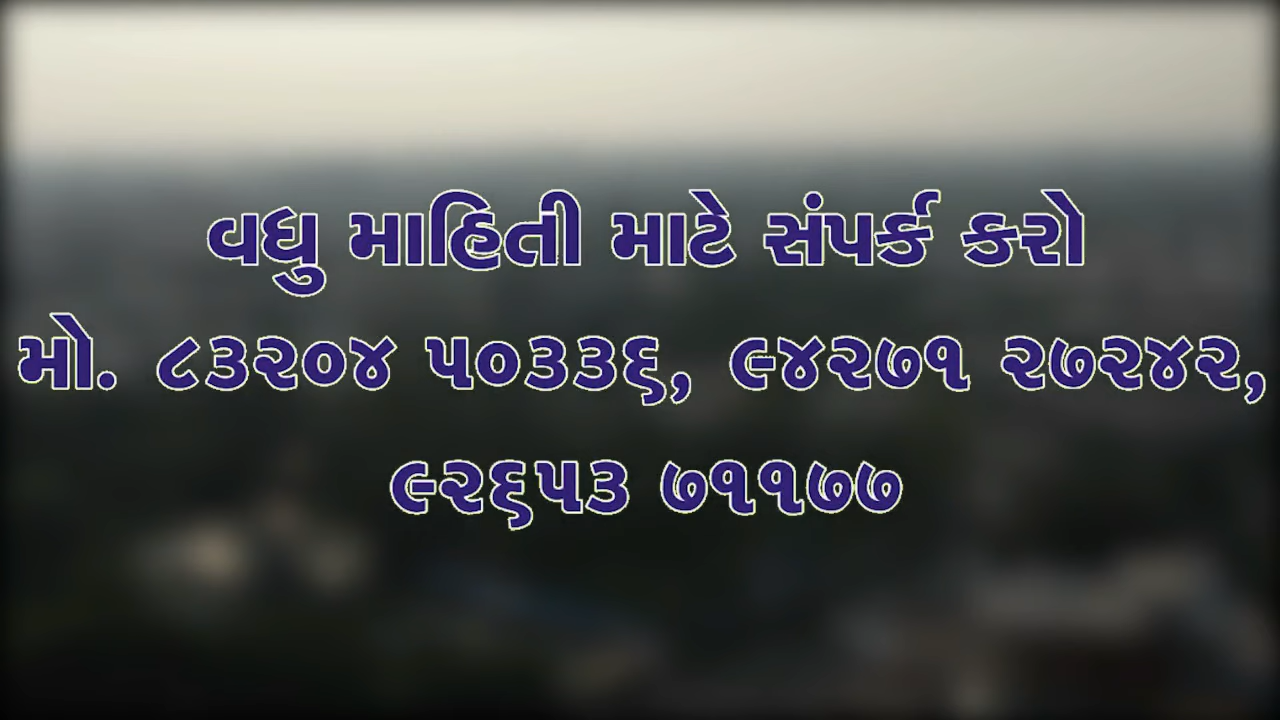 વધુ માહિતી માટે સંપર્ક કરો
મો. ૮૩૨૦૪ ૫૦૩૩૬, ૯૪૨૭૧ ૨૭૨૪૨,
૯૨૬૫૩ ૭૧૧૭૭